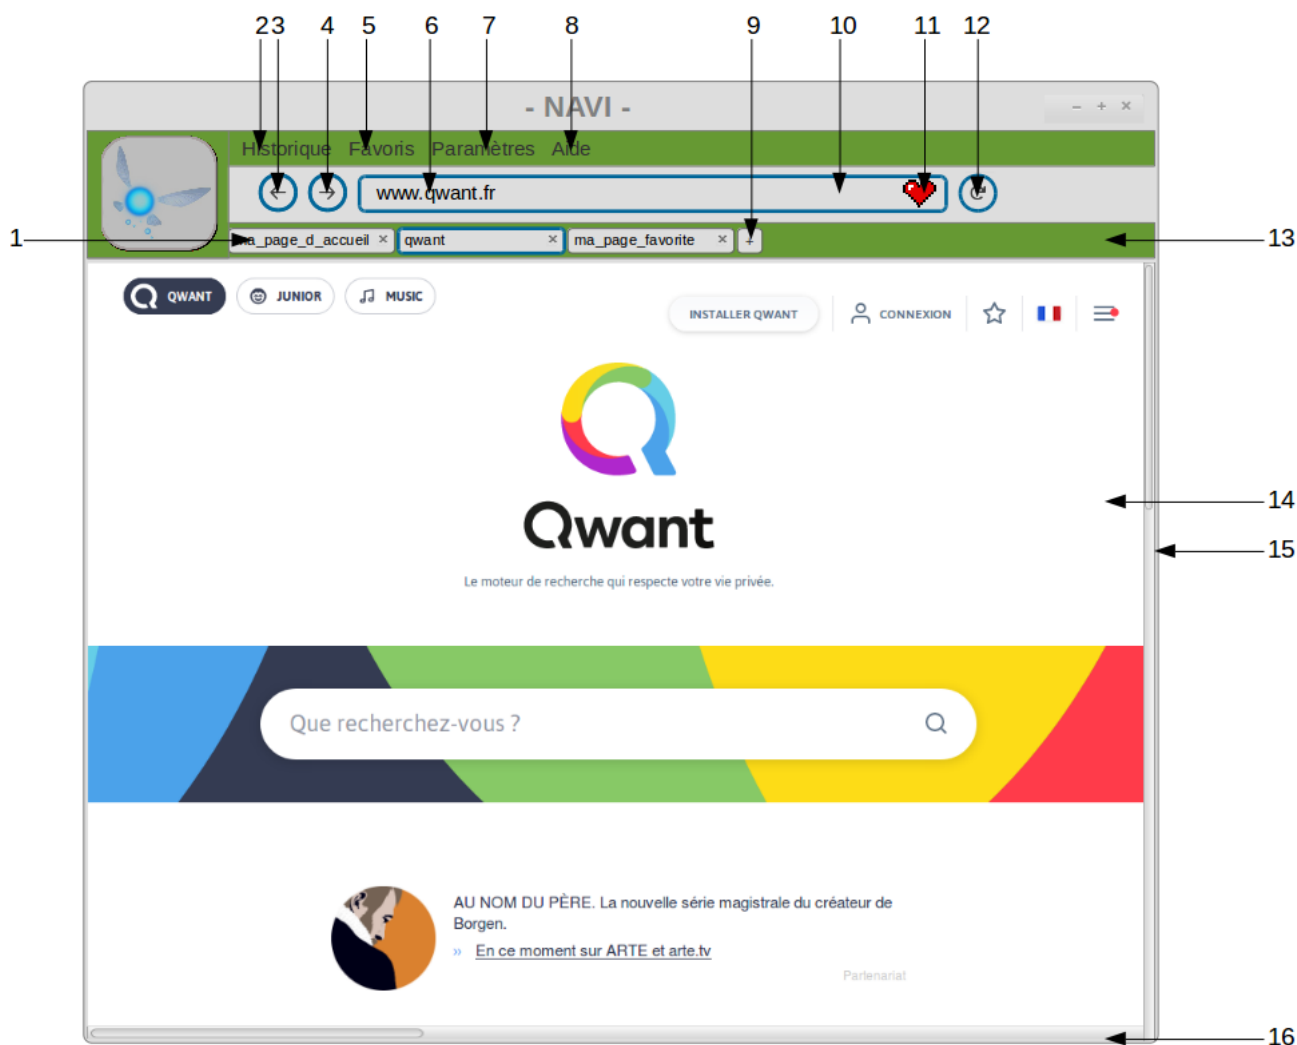 2 3 4 5 6 7 8 9 10 11 12
- NAVI -
Historique Favoris Paramètres Aide
www.qwant.fr
1 ma_page_d_accueil × qwant × ma_page_favorite × + 13
QWANT JUNIOR MUSIC
INSTALLER QWANT CONNEXION
14
Qwant
15
Le moteur de recherche qui respecte votre vie privée.
Que recherchez-vous ?
AU NOM DU PÈRE. La nouvelle série magistrale du créateur de
Borgen.
» En ce moment sur ARTE et arte.tv
Partenariat
16